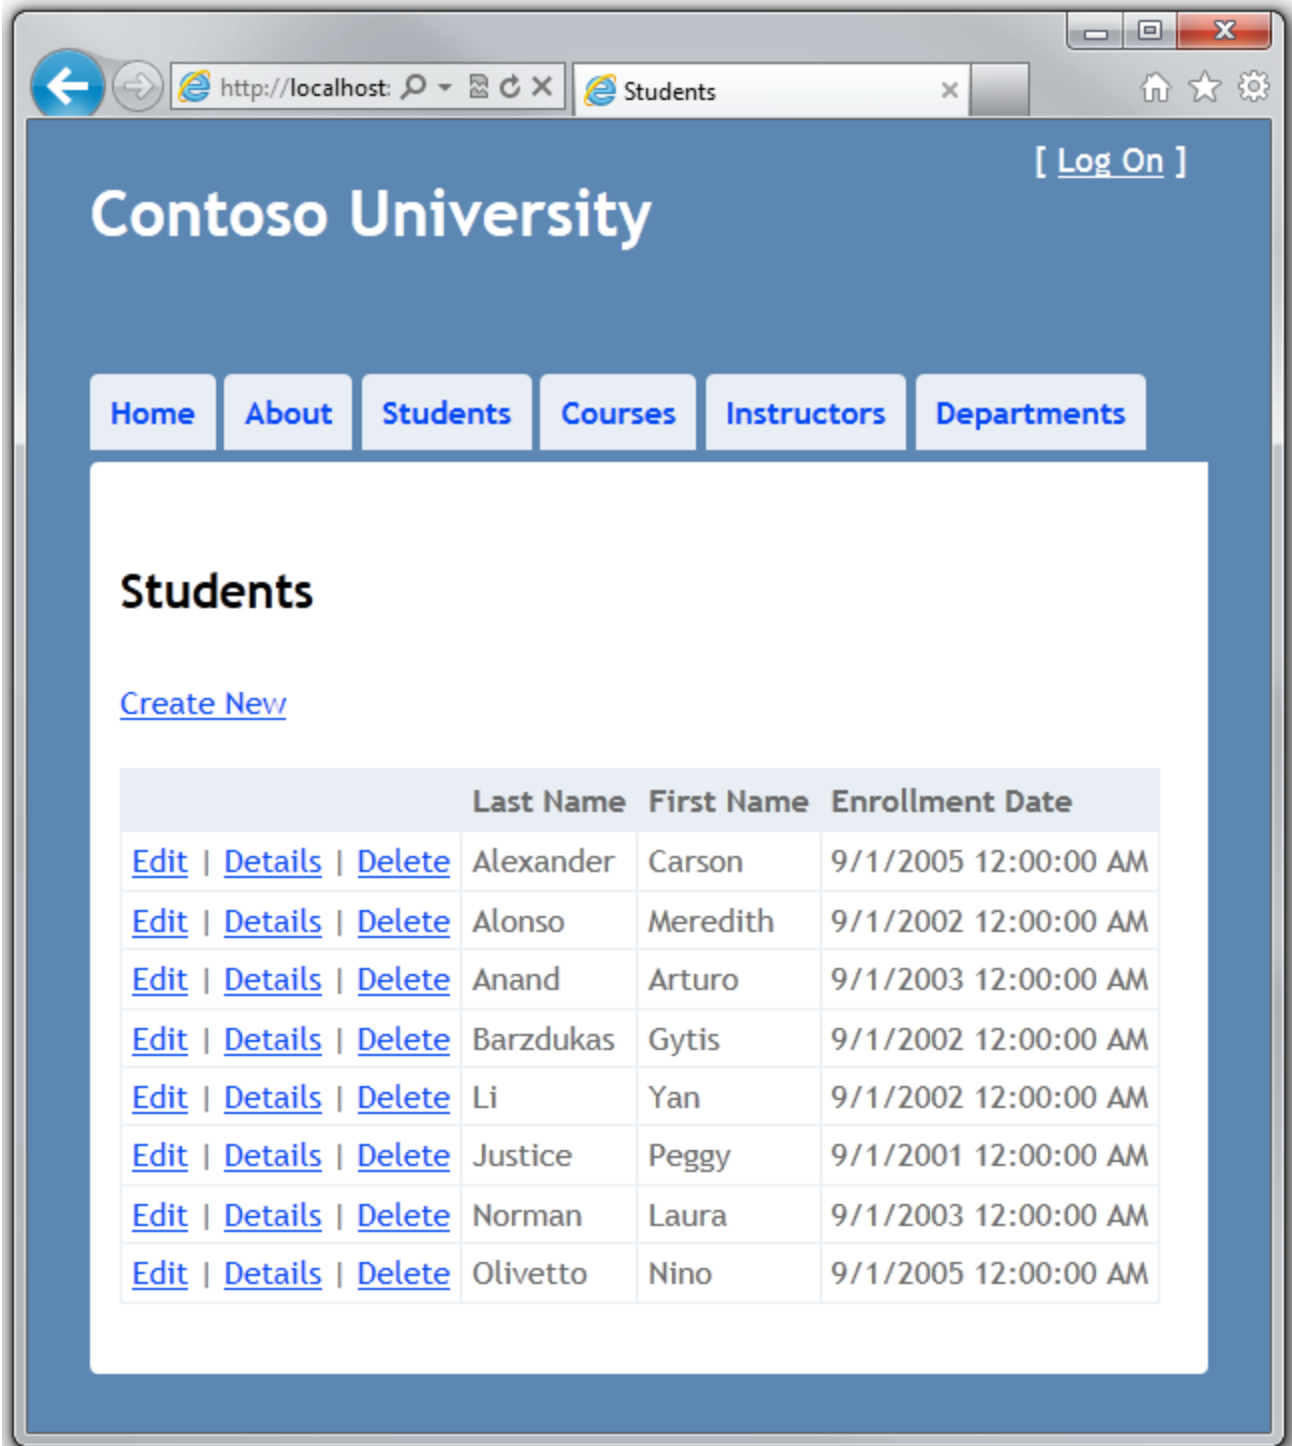 http://localhost:
Students
[ Log On ]
Contoso University
Home About Students Courses Instructors Departments
Students
Create New
Last Name First Name Enrollment Date
Edit | Details | Delete Alexander Carson 9/1/2005 12:00:00 AM
Edit | Details | Delete Alonso Meredith 9/1/2002 12:00:00 AM
Edit | Details | Delete Anand Arturo 9/1/2003 12:00:00 AM
Edit | Details | Delete Barzdukas Gytis 9/1/2002 12:00:00 AM
Edit | Details | Delete Li Yan 9/1/2002 12:00:00 AM
Edit | Details | Delete Justice Peggy 9/1/2001 12:00:00 AM
Edit | Details | Delete Norman Laura 9/1/2003 12:00:00 AM
Edit | Details | Delete Olivetto Nino 9/1/2005 12:00:00 AM